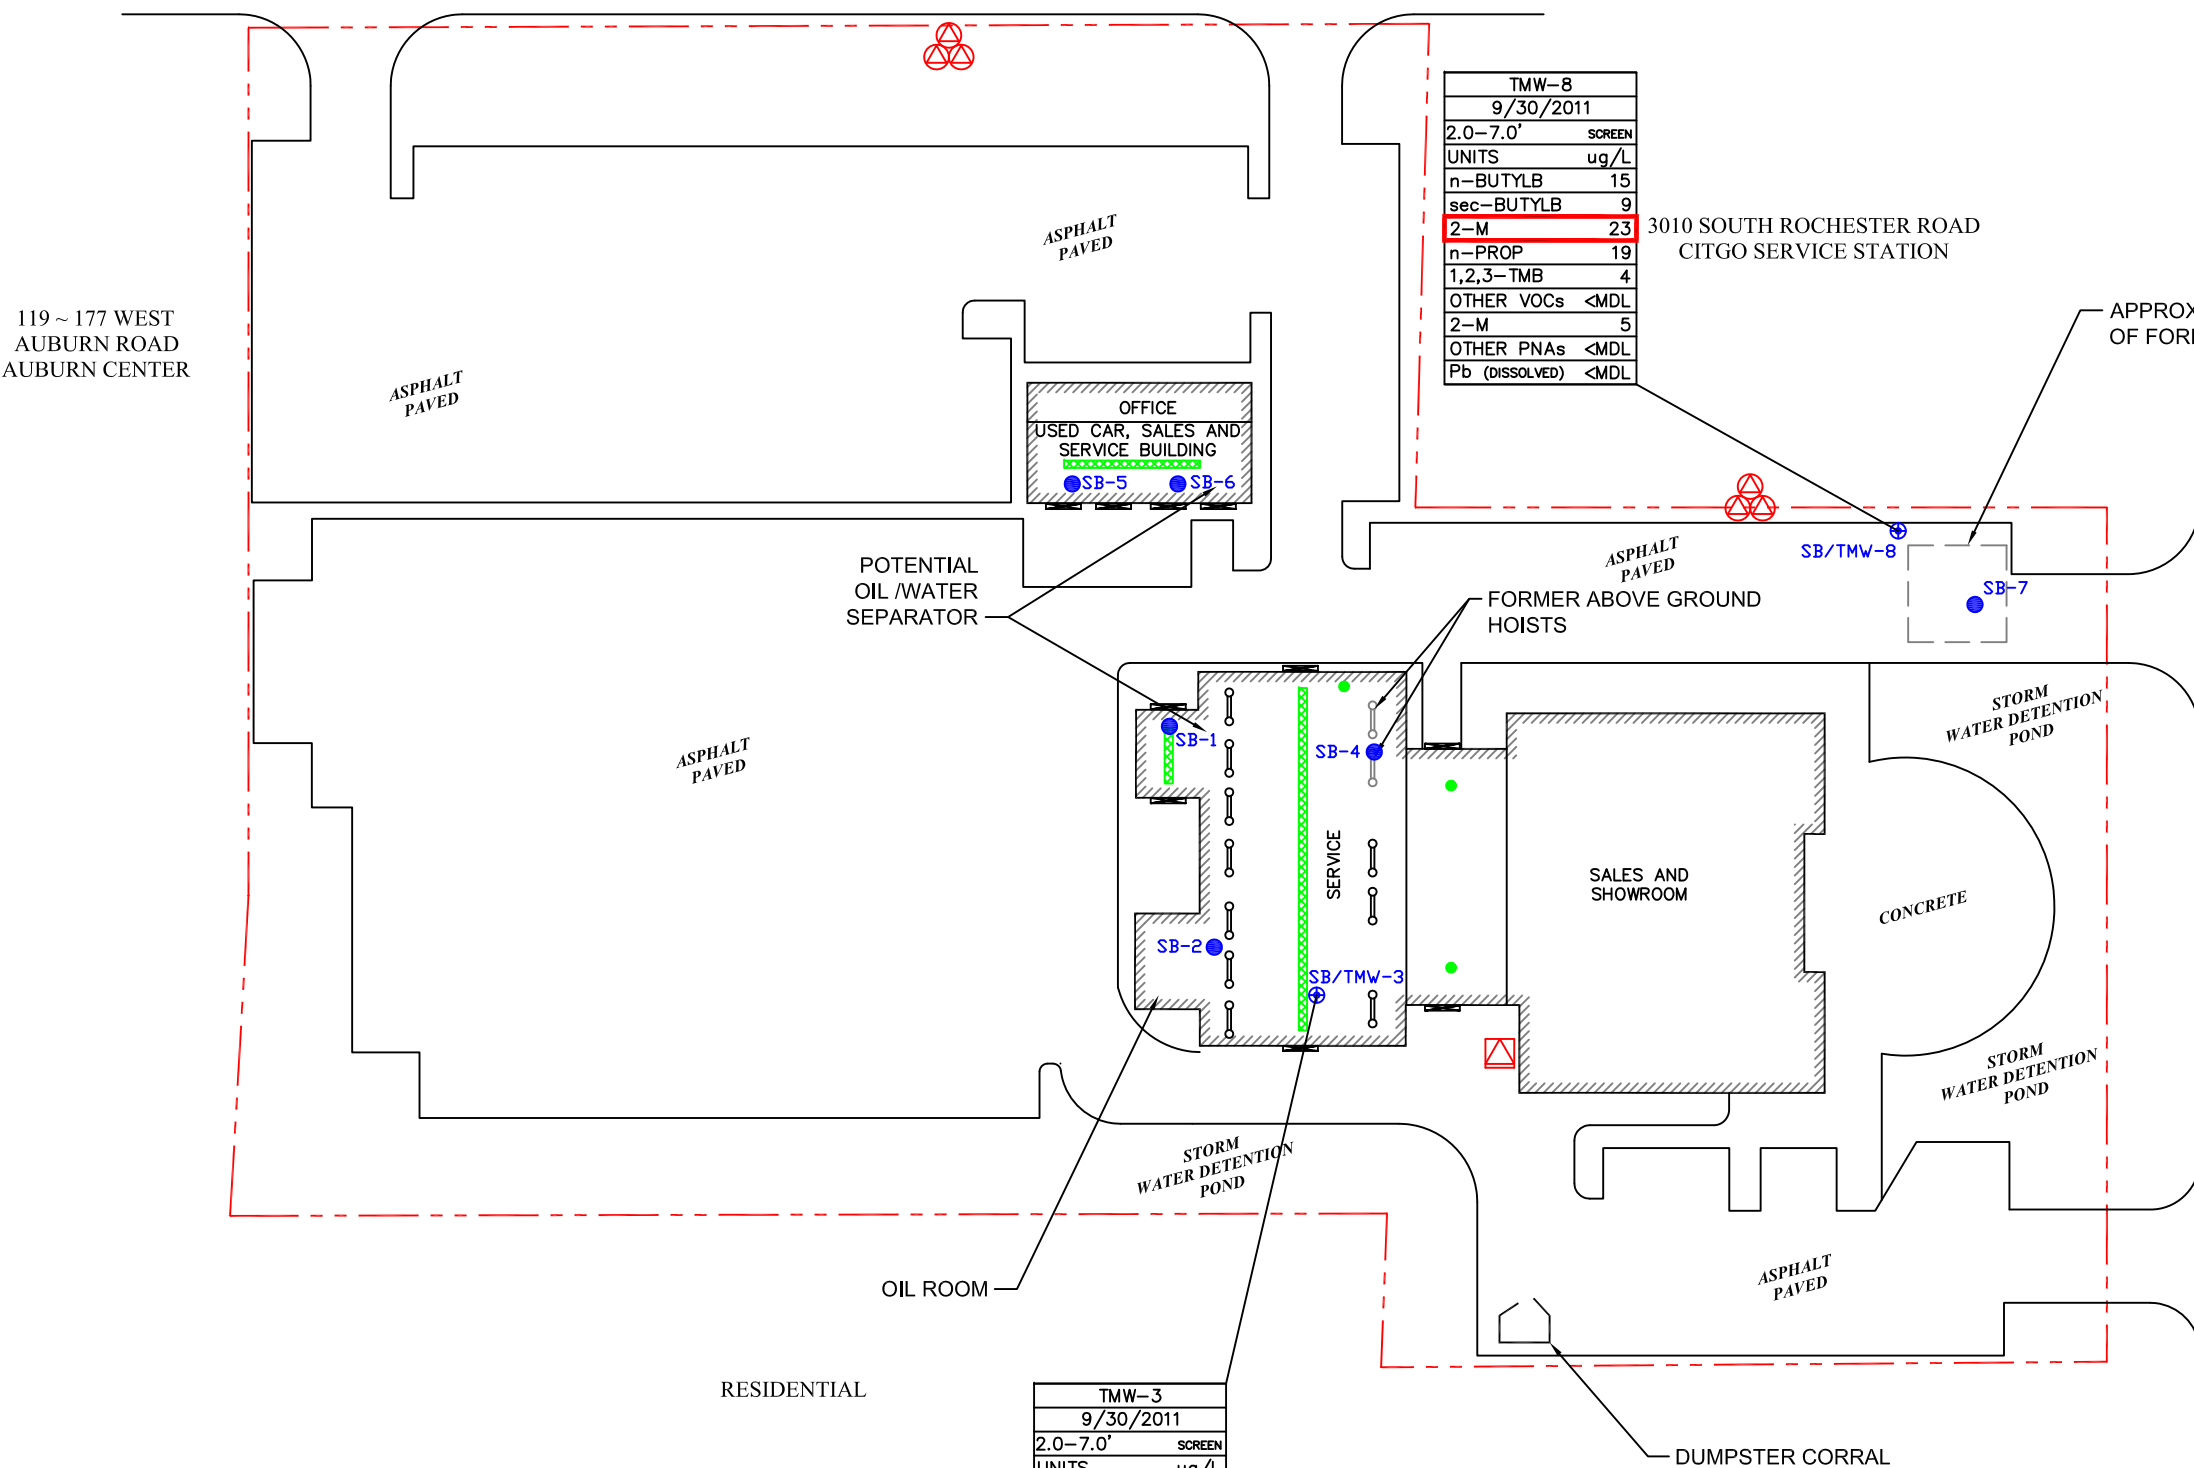 TMW-8
9/30/2011
2.0-7.0' SCREEN
UNITS ug/L
n-BUTYLB 15
sec-BUTYLB 9
2-M 23
n-PROP 19
1,2,3-TMB 4
OTHER VOCs <MDL
2-M 5
OTHER PNAs <MDL
Pb (DISSOLVED) <MDL
3010 SOUTH ROCHESTER ROAD
CITGO SERVICE STATION
119 ~ 177 WEST
AUBURN ROAD
AUBURN CENTER
ASPHALT
PAVED
ASPHALT
PAVED
APPROX
OF FOR
OFFICE
USED CAR, SALES AND
SERVICE BUILDING
SB-5
SB-6
POTENTIAL
OIL /WATER
SEPARATOR
ASPHALT
PAVED
SB/TMW-8
SB-7
FORMER ABOVE GROUND
HOISTS
STORM
WATER DETENTION
POND
ASPHALT
PAVED
SB-1
SB-4
SERVICE
SALES AND
SHOWROOM
CONCRETE
SB-2
SB/TMW-3
STORM
WATER DETENTION
POND
STORM
WATER DETENTION
POND
ASPHALT
PAVED
OIL ROOM
RESIDENTIAL
TMW-3
9/30/2011
2.0-7.0' SCREEN
UNITS ug/L
DUMPSTER CORRAL